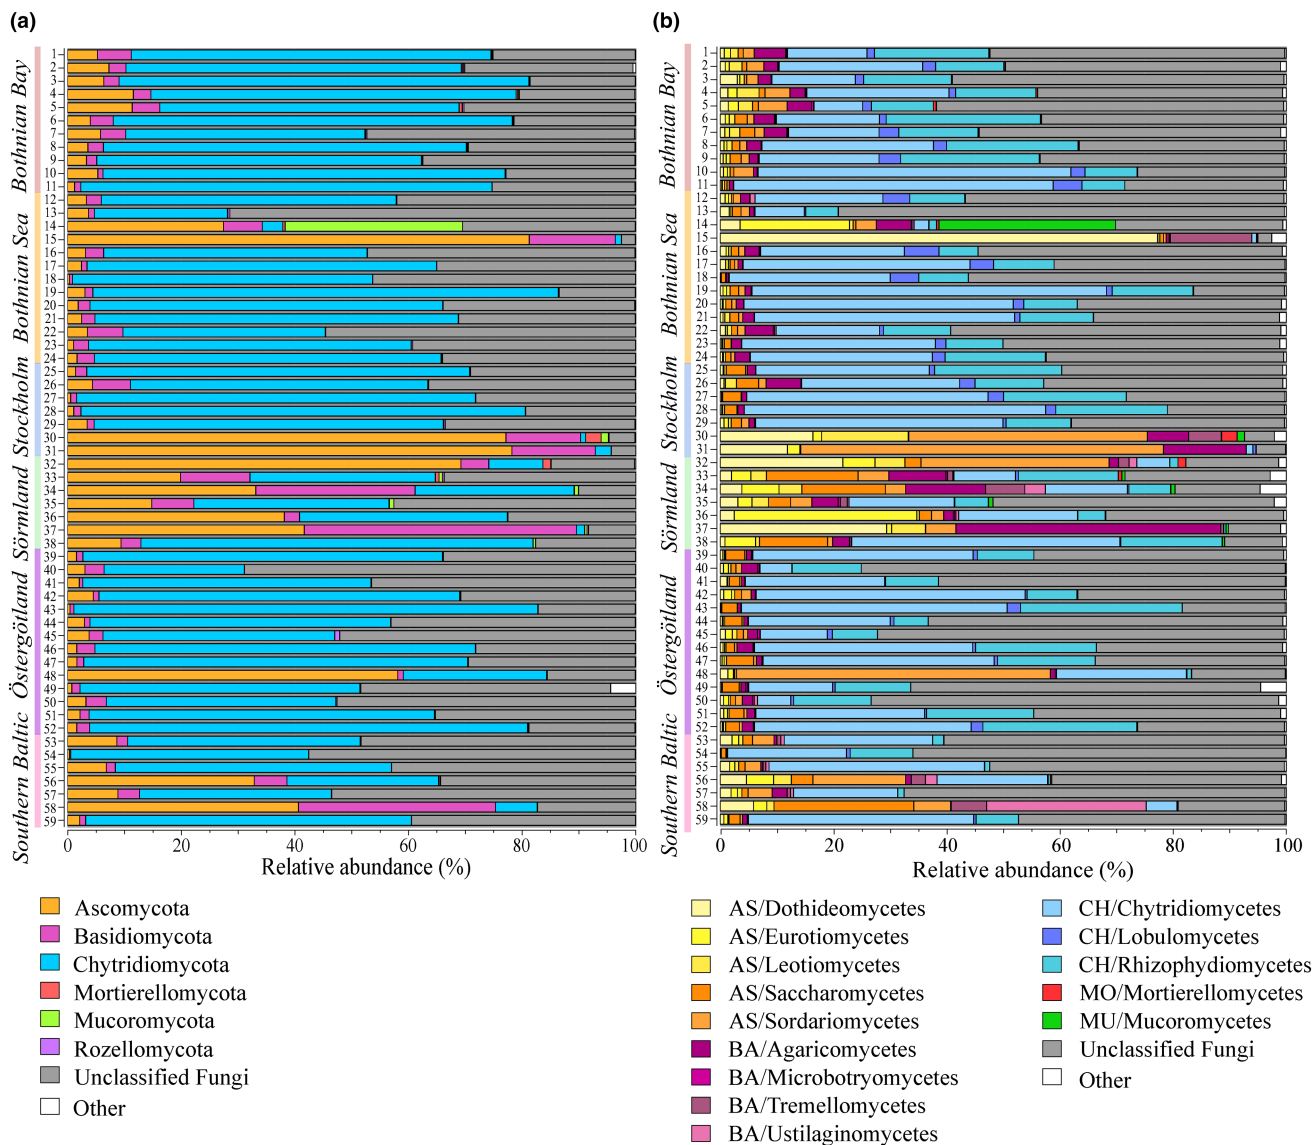 (a)
Bothnian Bay
Bothnian Sea
Stockholm
Sörmland
Östergötland
Southern Baltic
1
2
3
4
5
6
7
8
9
10
11
12
13
14
15
16
17
18
19
20
21
22
23
24
25
26
27
28
29
30
31
32
33
34
35
36
37
38
39
40
41
42
43
44
45
46
47
48
49
50
51
52
53
54
55
56
57
58
59
0 20 40 60 80 100
Relative abundance (%)
Ascomycota
Basidiomycota
Chytridiomycota
Mortierellomycota
Mucoromycota
Rozellomycota
Unclassified Fungi
Other
(b)
Bothnian Bay
Bothnian Sea
Stockholm
Sörmland
Östergötland
Southern Baltic
1
2
3
4
5
6
7
8
9
10
11
12
13
14
15
16
17
18
19
20
21
22
23
24
25
26
27
28
29
30
31
32
33
34
35
36
37
38
39
40
41
42
43
44
45
46
47
48
49
50
51
52
53
54
55
56
57
58
59
0 20 40 60 80 100
Relative abundance (%)
AS/Dothideomycetes
AS/Eurotiomycetes
AS/Leotiomycetes
AS/Saccharomycetes
AS/Sordariomycetes
BA/Agaricomycetes
BA/Microbotryomycetes
BA/Tremellomycetes
BA/Ustilaginomycetes
CH/Chytridiomycetes
CH/Lobulomycetes
CH/Rhizophydiomycetes
MO/Mortierellomycetes
MU/Mucoromycetes
Unclassified Fungi
Other